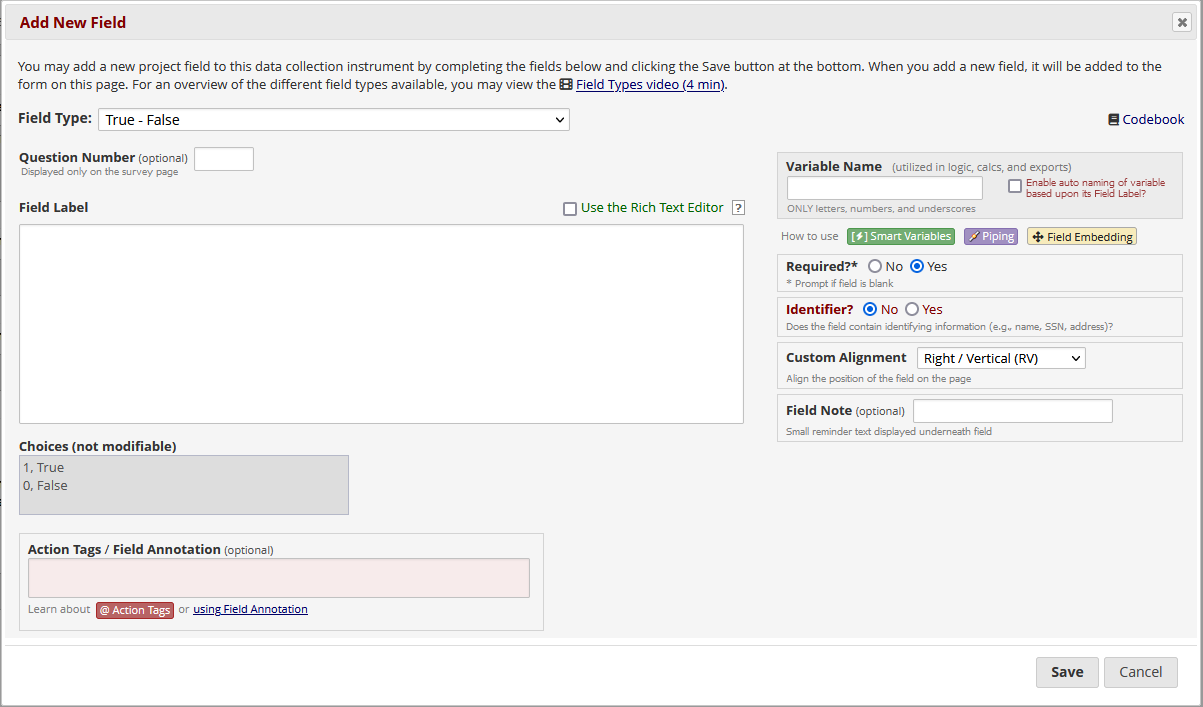 Add New Field
You may add a new project field to this data collection instrument by completing the fields below and clicking the Save button at the bottom. When you add a new field, it will be added to the
form on this page. For an overview of the different field types available, you may view the Field Types video (4 min).
Field Type: True - False
Codebook
Question Number (optional)
Displayed only on the survey page
Field Label
Use the Rich Text Editor ?
Choices (not modifiable)
1, True
0, False
Action Tags / Field Annotation (optional)
Learn about @ Action Tags or using Field Annotation
Variable Name (utilized in logic, calcs, and exports)
Enable auto naming of variable
based upon its Field Label?
ONLY letters, numbers, and underscores
How to use [⚡] Smart Variables Piping Field Embedding
Required?* No Yes
* Prompt if field is blank
Identifier? No Yes
Does the field contain identifying information (e.g., name, SSN, address)?
Custom Alignment Right / Vertical (RV)
Align the position of the field on the page
Field Note (optional)
Small reminder text displayed underneath field
Save Cancel